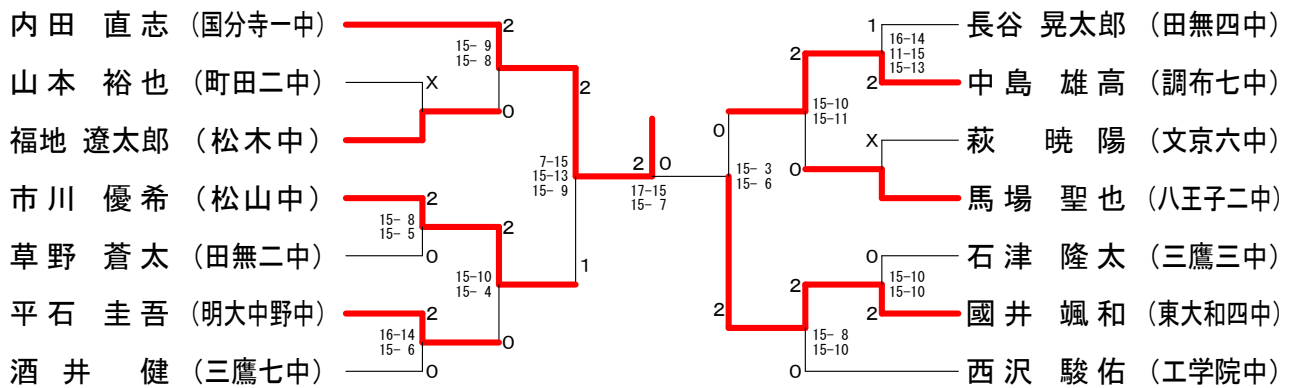 内田 直志 (国分寺一中)
山本 裕也 (町田二中)
福地 遼太郎 (松木中)
市川 優希 (松山中)
草野 蒼太 (田無二中)
平石 圭吾 (明大中野中)
酒井 健 (三鷹七中)
2
15- 9
15- 8
X
0
2
2
15- 8
15- 5
0
2
15-10
15- 4
2
16-14
15- 6
0
0
7-15
15-13
15- 9
1
2 0
17-15
15- 7
0
15- 3
15- 6
2
2
15-10
15-11
0
1
16-14
11-15
15-13
2
X
2
15- 8
15-10
0
0
15-10
15-10
2
長谷 晃太郎 (田無四中)
中島 雄高 (調布七中)
萩 暁陽 (文京六中)
馬場 聖也 (八王子二中)
石津 隆太 (三鷹三中)
國井 颯和 (東大和四中)
西沢 駿佑 (工学院中)